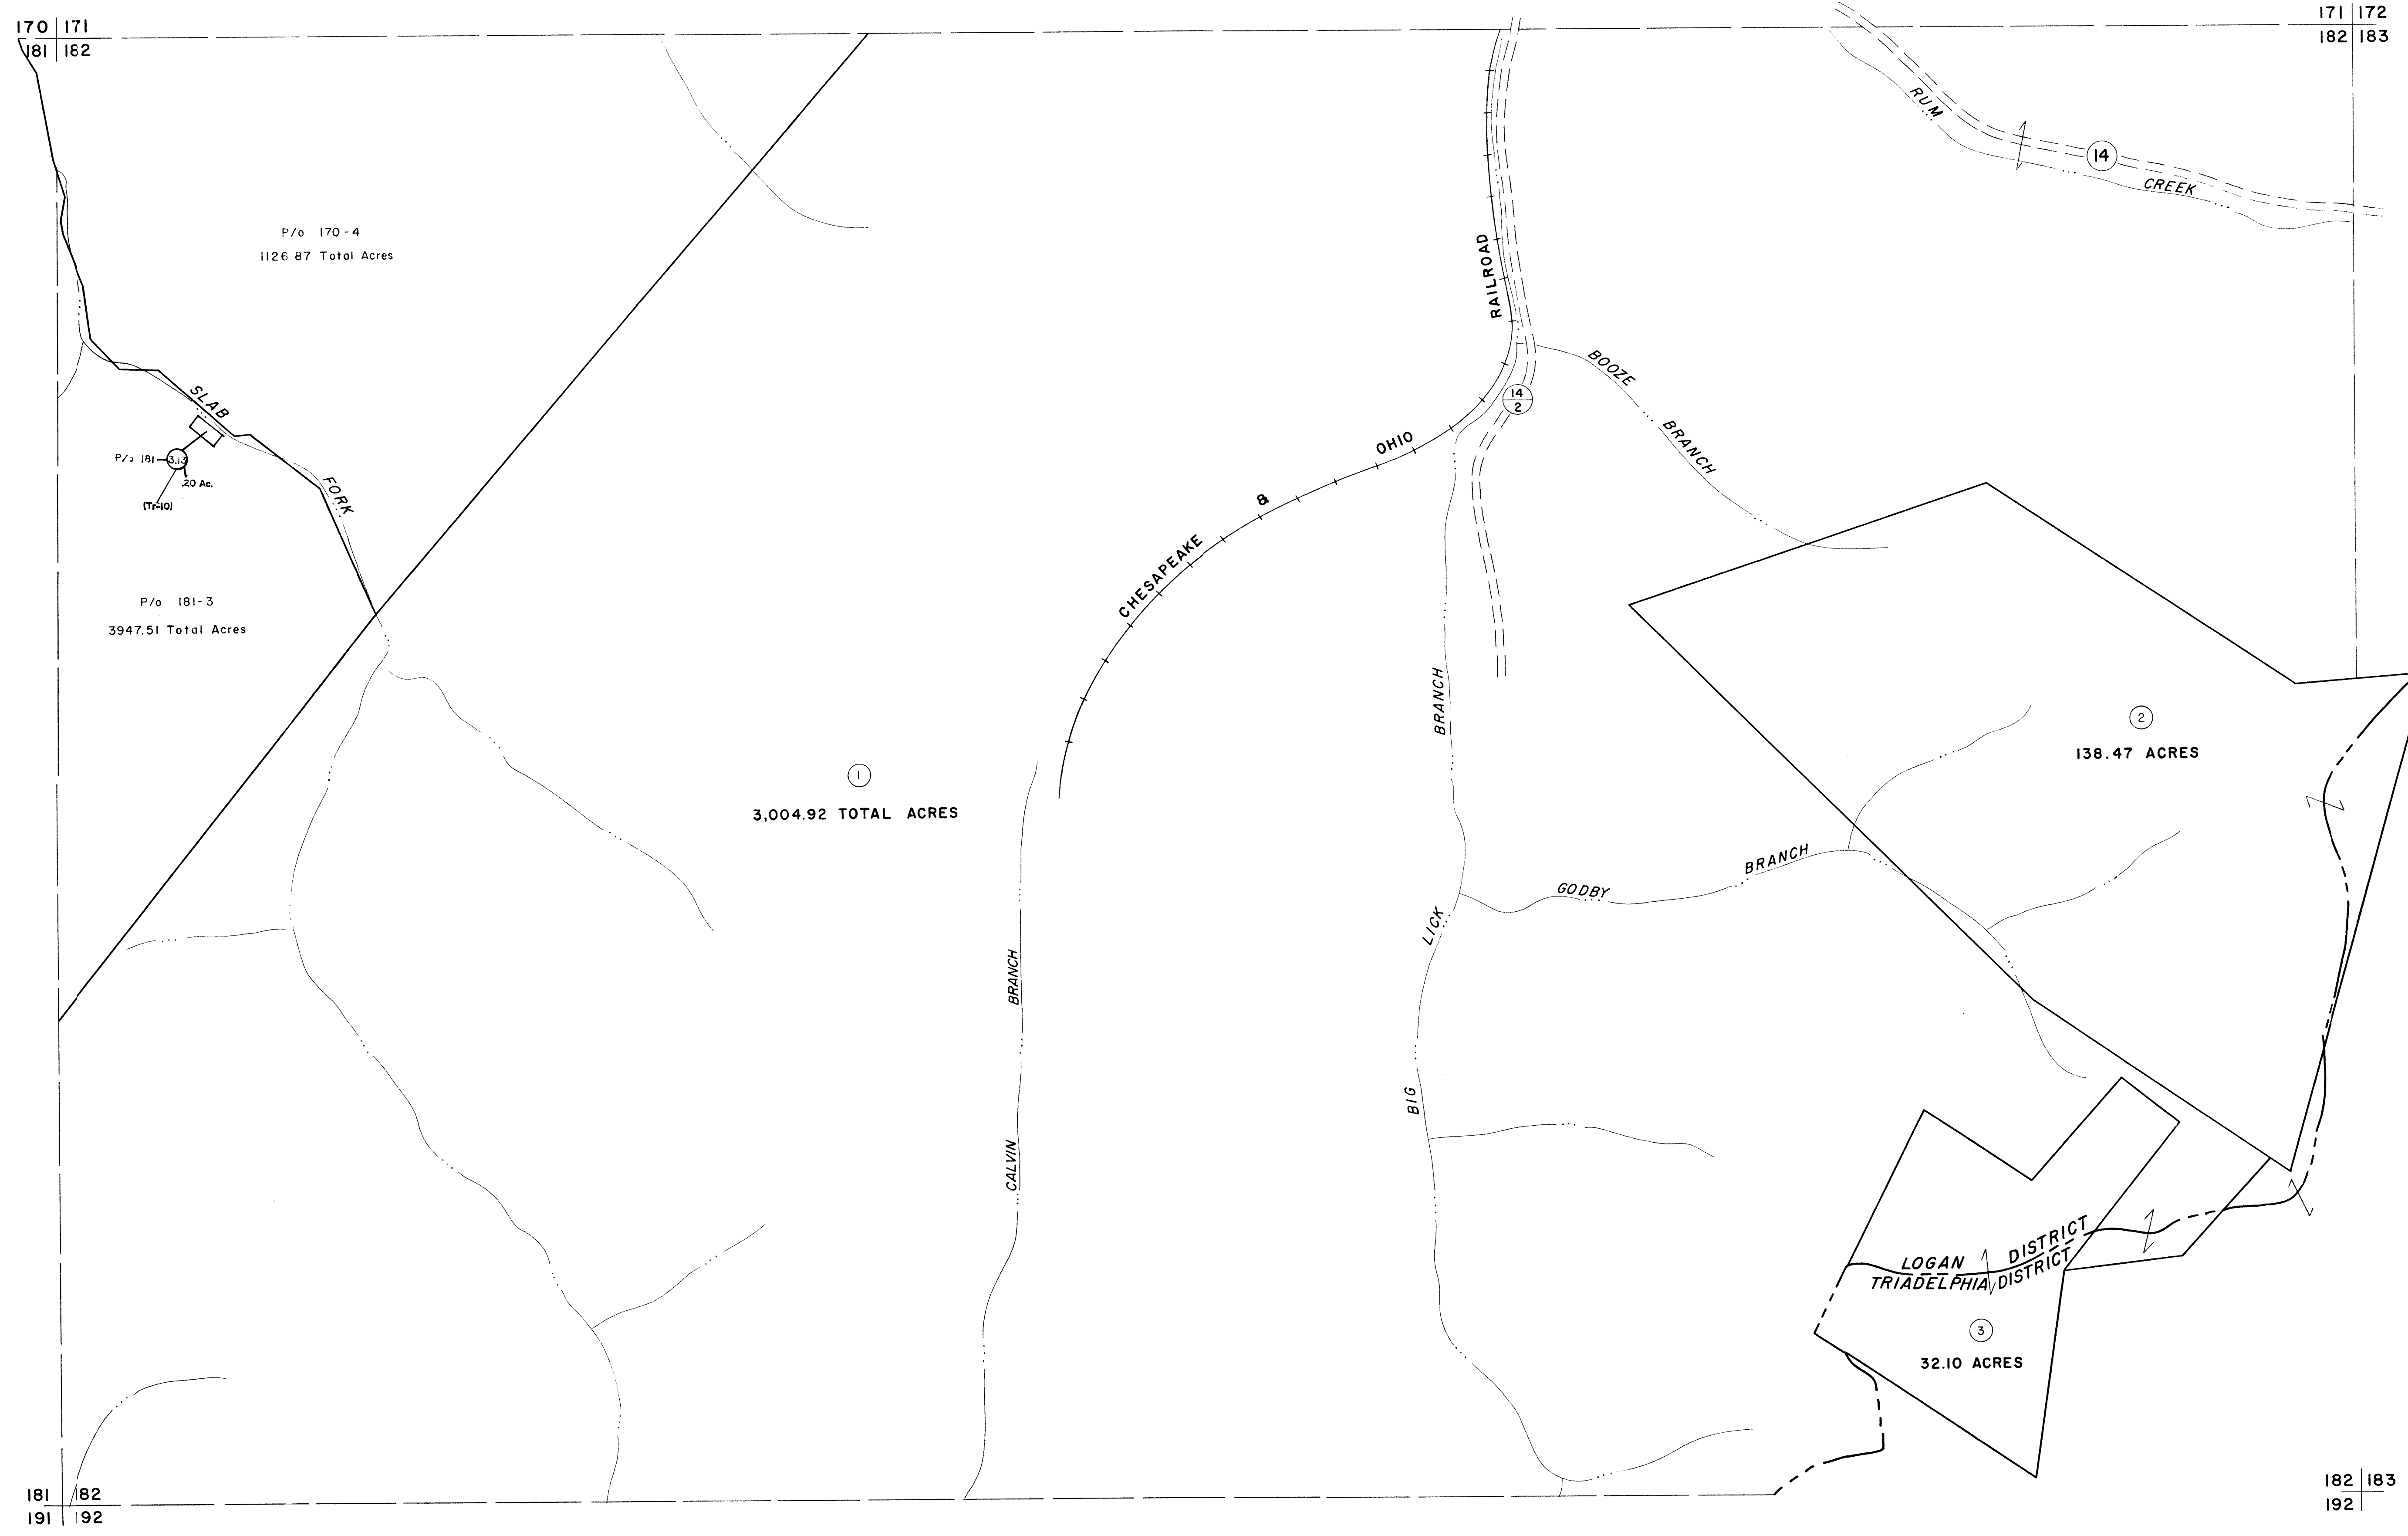 170 171
181 182
171 172
182 183
RUM
14
CREEK
P/o 170-4
1126.87 Total Acres
RAILROAD
BOOZE
BRANCH
14
2
SLAB
FORK
P/o 181
3.13
.20 Ac.
(Tr-10)
OHIO
&
CHESAPEAKE
P/o 181-3
3947.51 Total Acres
BRANCH
LICK
BIG
2
138.47 ACRES
1
3,004.92 TOTAL ACRES
GODBY BRANCH
BRANCH
CALVIN
LOGAN DISTRICT
TRIADELPHIA DISTRICT
3
32.10 ACRES
181 182
191 192
182 183
192